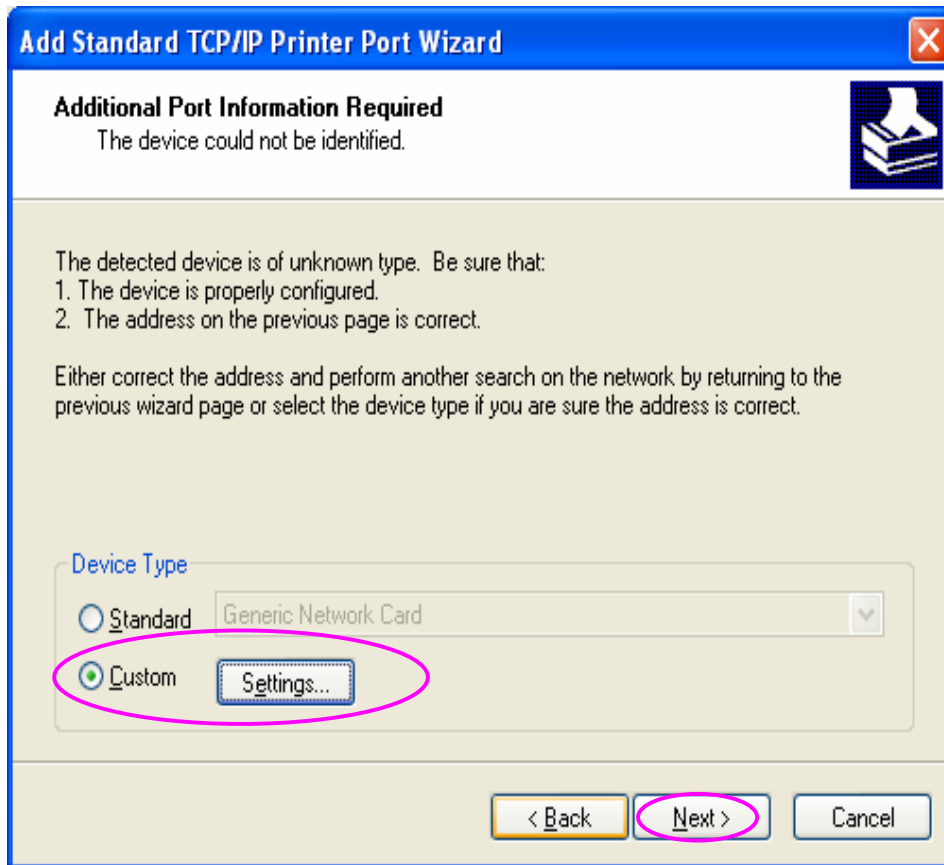 Add Standard TCP/IP Printer Port Wizard
Additional Port Information Required
The device could not be identified.
The detected device is of unknown type. Be sure that:
1. The device is properly configured.
2. The address on the previous page is correct.
Either correct the address and perform another search on the network by returning to the
previous wizard page or select the device type if you are sure the address is correct.
Device Type
Standard Generic Network Card
Custom Settings...
< Back Next > Cancel